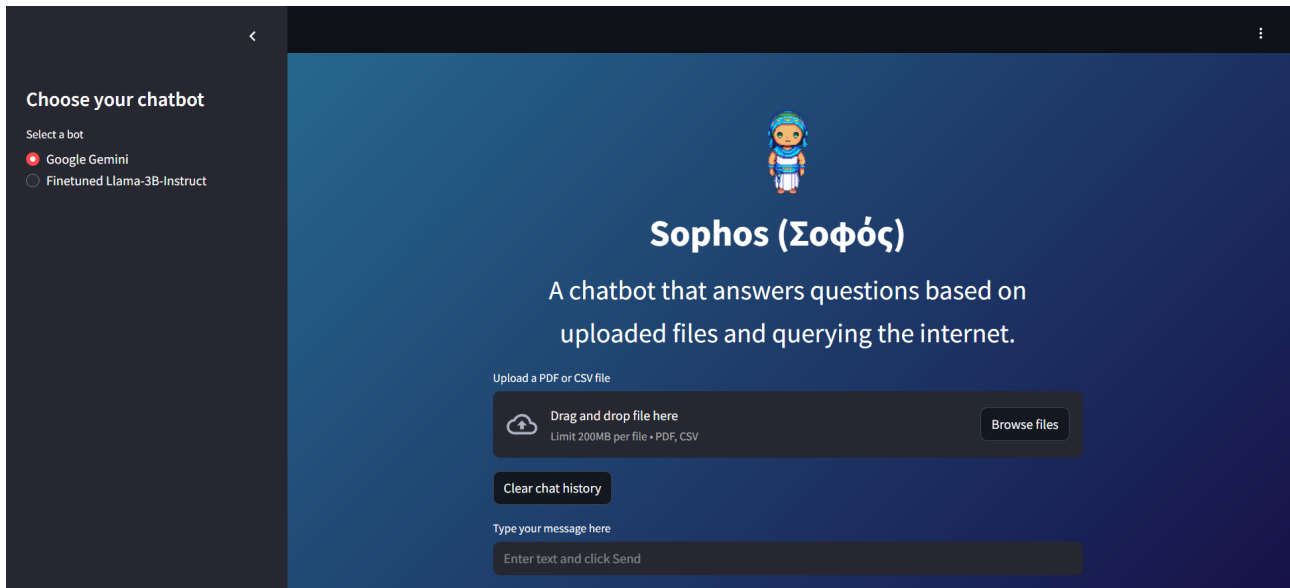 Choose your chatbot
Select a bot
Google Gemini
Finetuned Llama-3B-Instruct
Sophos (Σοφός)
A chatbot that answers questions based on
uploaded files and querying the internet.
Upload a PDF or CSV file
Drag and drop file here
Limit 200MB per file • PDF, CSV
Browse files
Clear chat history
Type your message here
Enter text and click Send